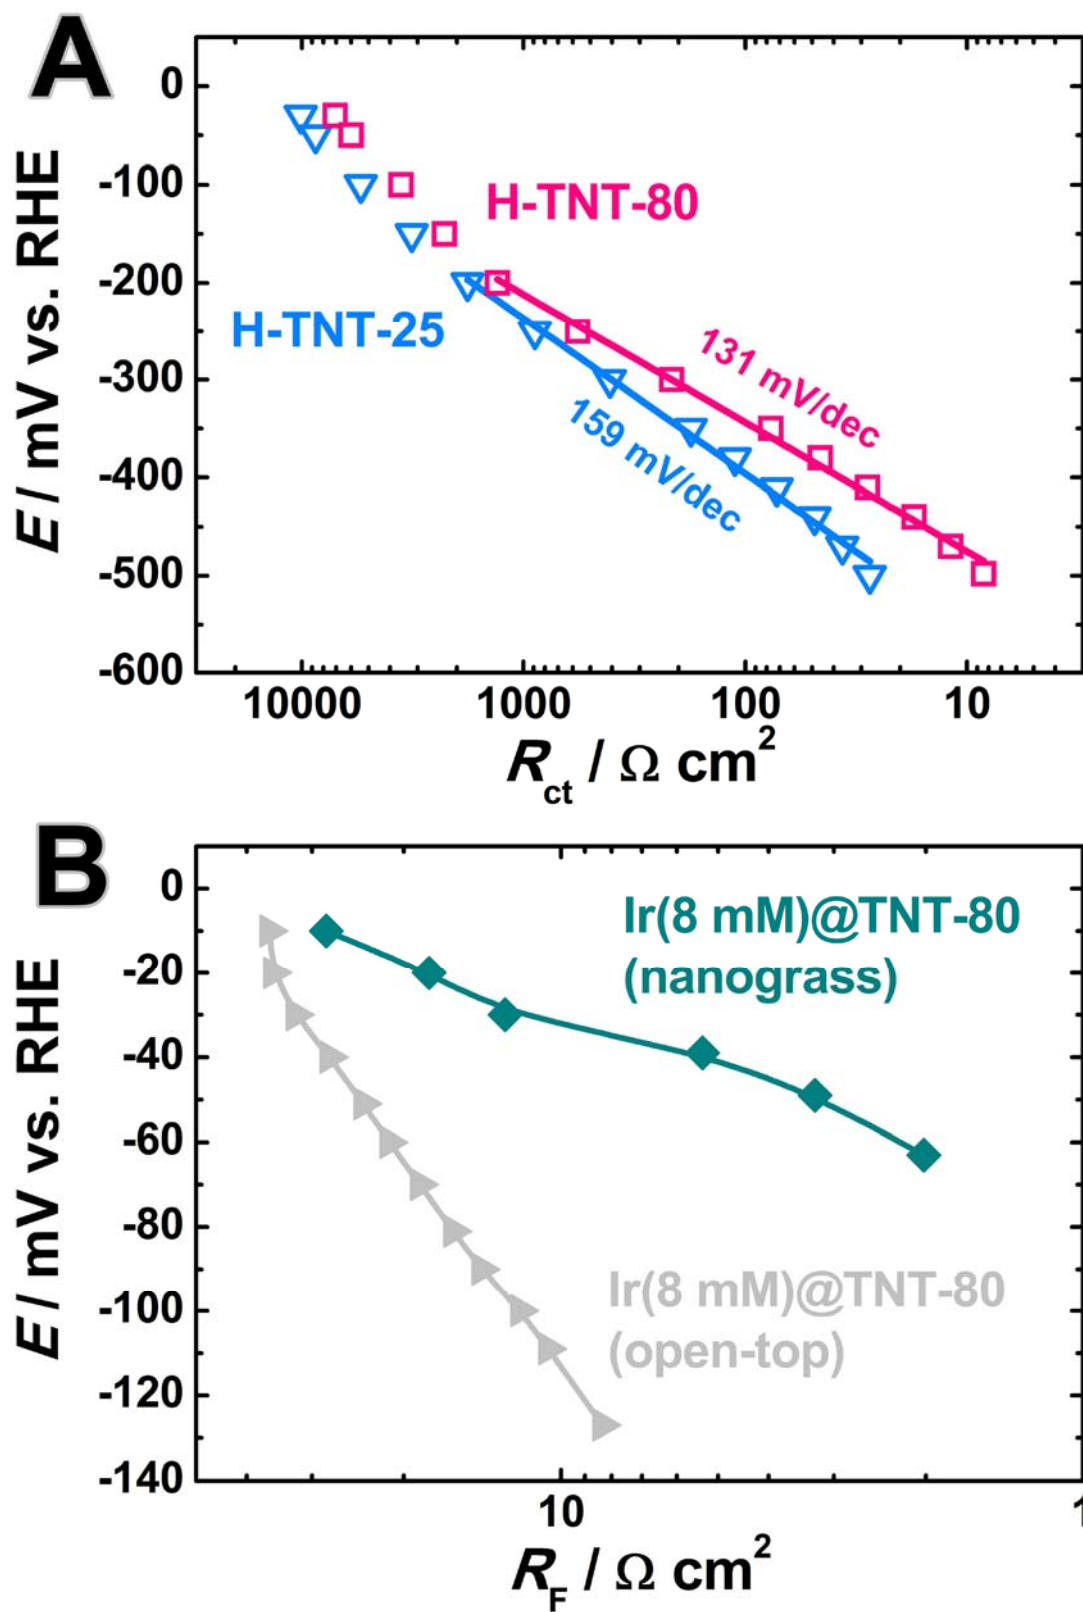 A
E / mV vs. RHE
0
-100
-200
-300
-400
-500
-600
H-TNT-80
H-TNT-25
131 mV/dec
159 mV/dec
10000 1000 100 10
Rct / Ω cm2
B
E / mV vs. RHE
0
-20
-40
-60
-80
-100
-120
-140
Ir(8 mM)@TNT-80
(nanograss)
Ir(8 mM)@TNT-80
(open-top)
10 1
RF / Ω cm2